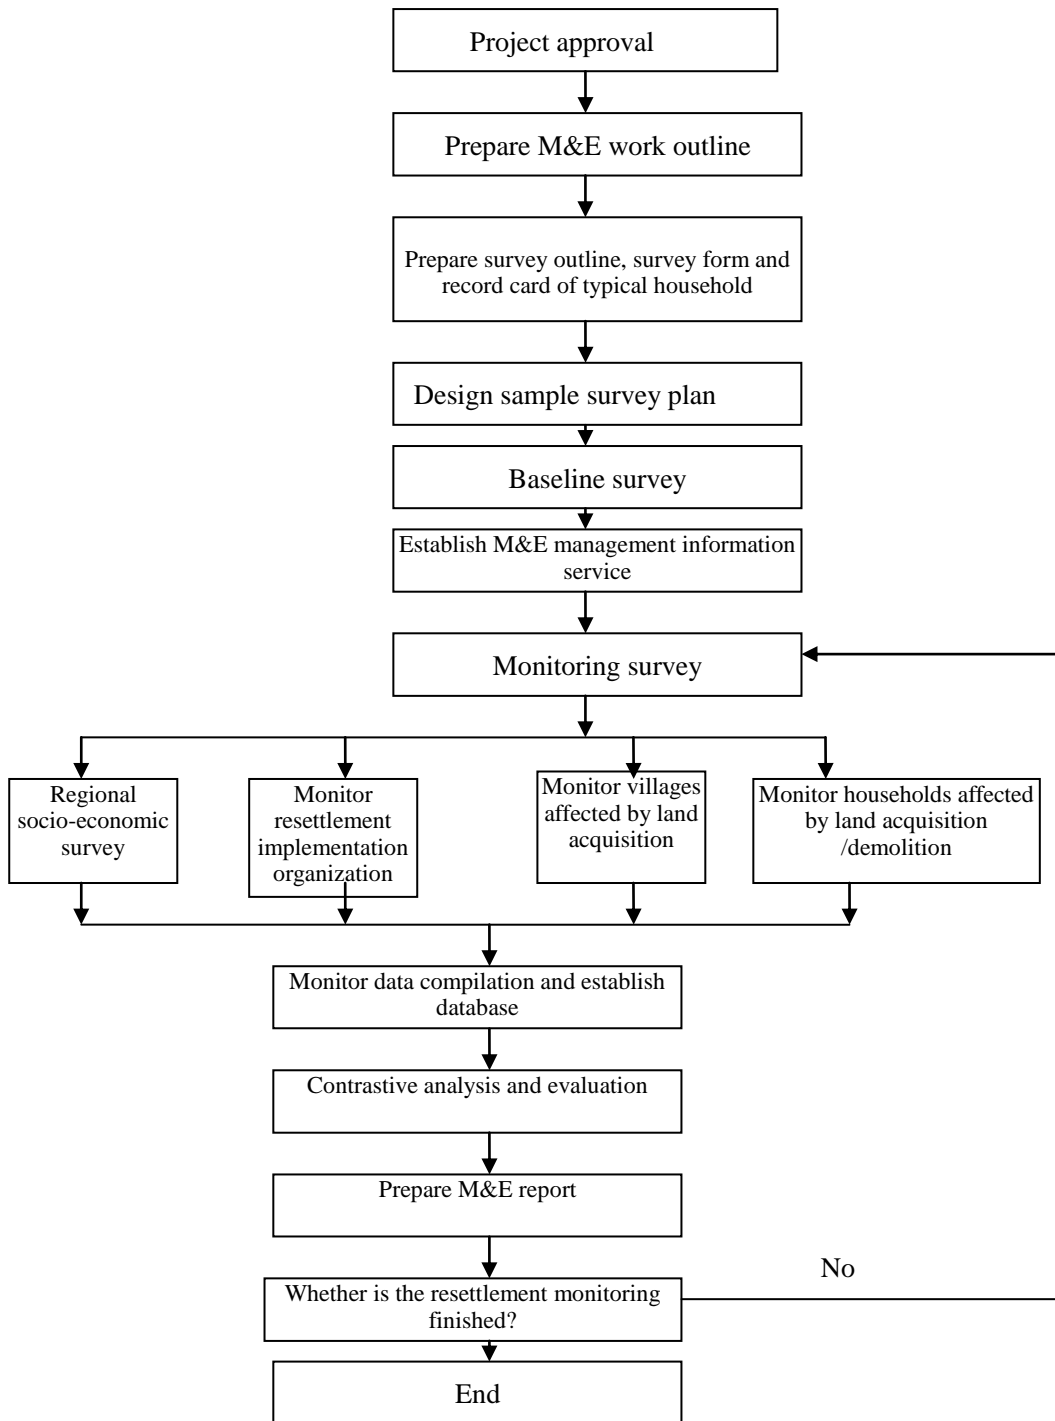 Project approval
Prepare M&E work outline
Prepare survey outline, survey form and
record card of typical household
Design sample survey plan
Baseline survey
Establish M&E management information
service
Monitoring survey
Regional
socio-economic
survey
Monitor
resettlement
implementation
organization
Monitor villages
affected by land
acquisition
Monitor households affected
by land acquisition
/demolition
Monitor data compilation and establish
database
Contrastive analysis and evaluation
Prepare M&E report
Whether is the resettlement monitoring
finished?
No
End